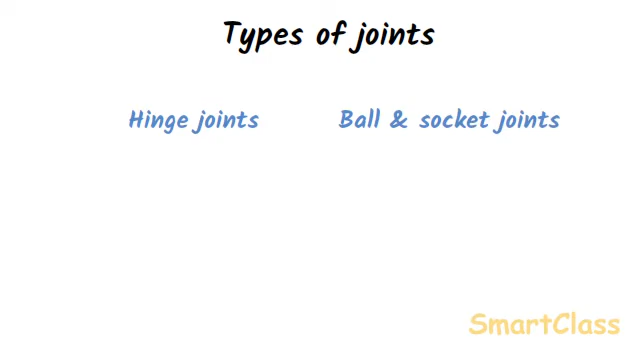 Types of joints
Hinge joints
Ball & socket joints
SmartClass